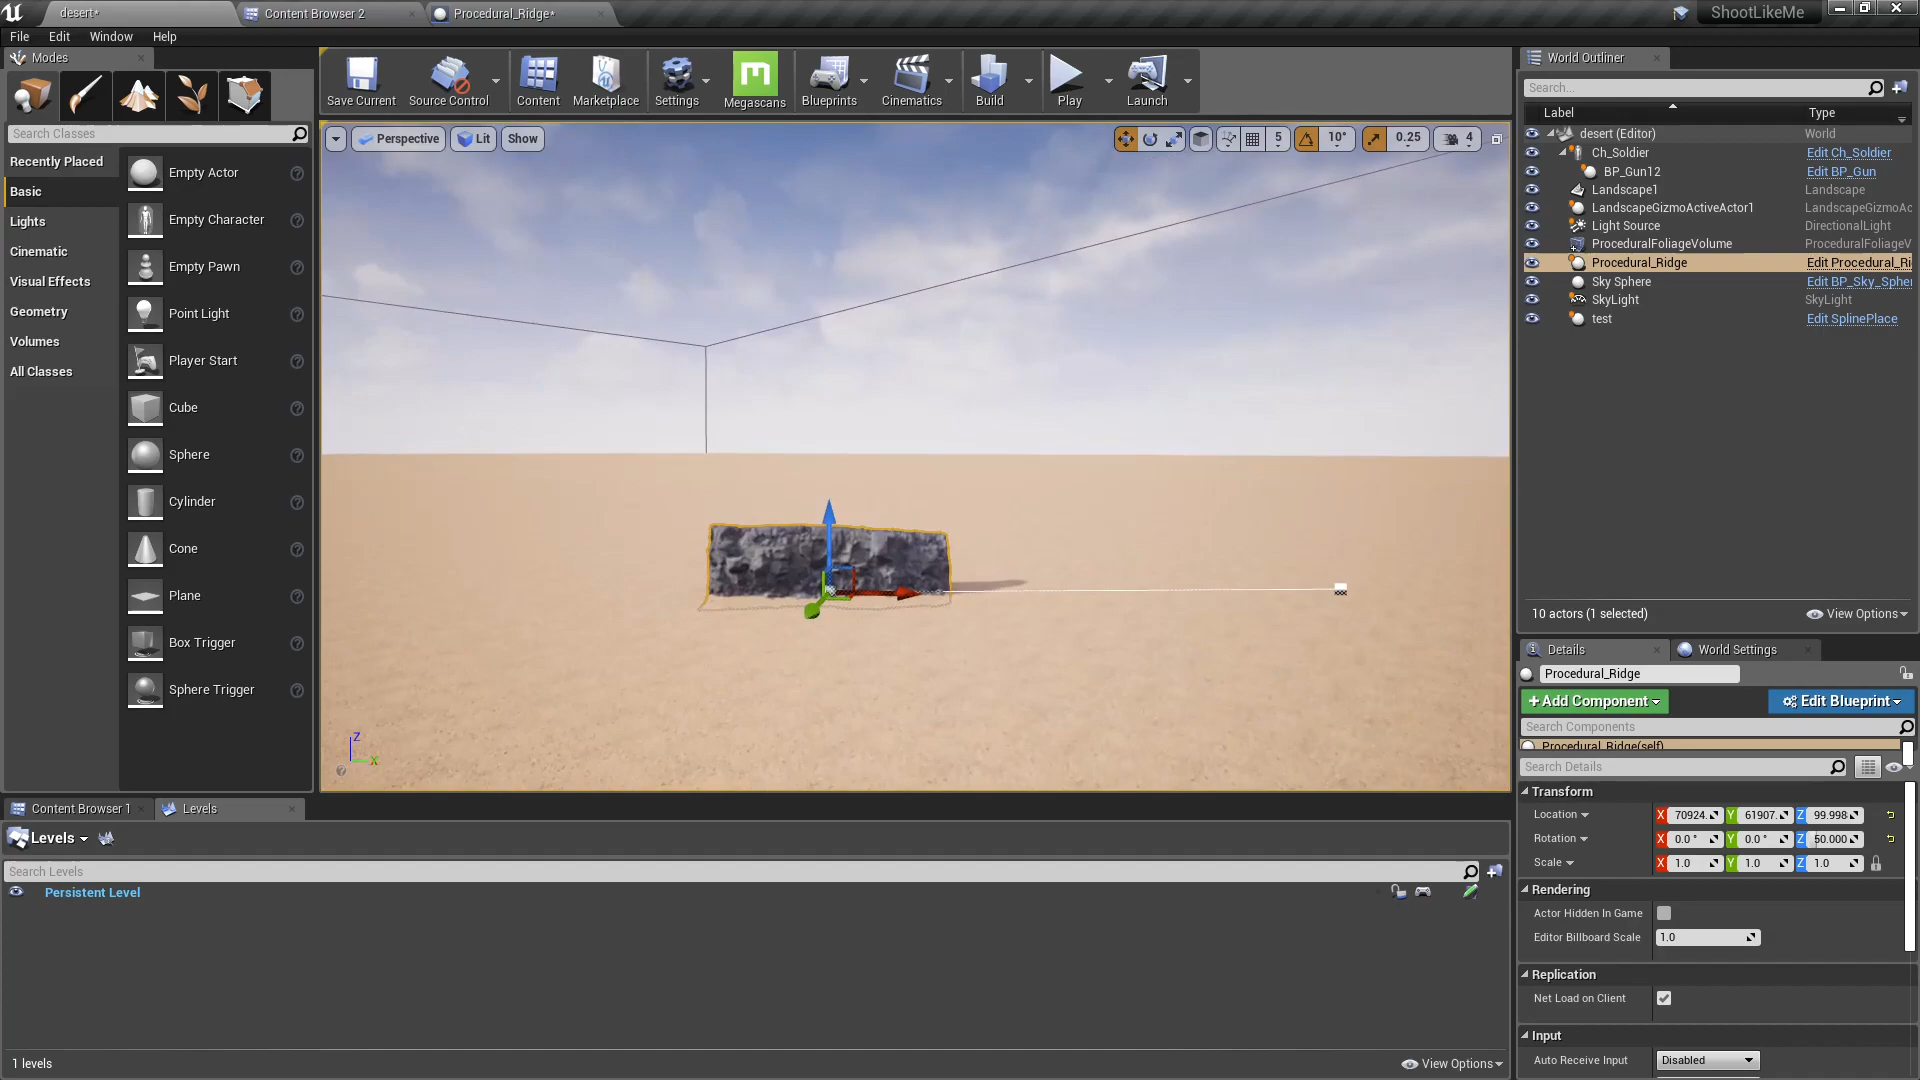 desert*
Content Browser 2
Procedural_Ridge*
ShootLikeMe
File
Edit
Window
Help
Modes
Search Classes
Recently Placed
Basic
Lights
Cinematic
Visual Effects
Geometry
Volumes
All Classes
Empty Actor
Empty Character
Empty Pawn
Point Light
Player Start
Cube
Sphere
Cylinder
Cone
Plane
Box Trigger
Sphere Trigger
Save Current
Source Control
Content
Marketplace
Settings
Megascans
Blueprints
Cinematics
Build
Play
Launch
Perspective
Lit
Show
5
10°
0.25
4
Z
X
World Outliner
Search...
Label
Type
desert (Editor)
World
Ch_Soldier
Edit Ch_Soldier
BP_Gun12
Edit BP_Gun
Landscape1
Landscape
LandscapeGizmoActiveActor1
LandscapeGizmoAc
Light Source
DirectionalLight
ProceduralFoliageVolume
ProceduralFoliageV
Procedural_Ridge
Edit Procedural_Ri
Sky Sphere
Edit BP_Sky_Spher
SkyLight
SkyLight
test
Edit SplinePlace
10 actors (1 selected)
View Options
Details
World Settings
Procedural_Ridge
+Add Component
Edit Blueprint
Search Components
Procedural_Ridge(self)
Search Details
Transform
Location
X 70924.
Y 61907.
Z 99.998
Rotation
X 0.0 °
Y 0.0 °
Z 50.000
Scale
X 1.0
Y 1.0
Z 1.0
Rendering
Actor Hidden In Game
Editor Billboard Scale
1.0
Replication
Net Load on Client
Input
Auto Receive Input
Disabled
Content Browser 1
Levels
Levels
Search Levels
Persistent Level
1 levels
View Options